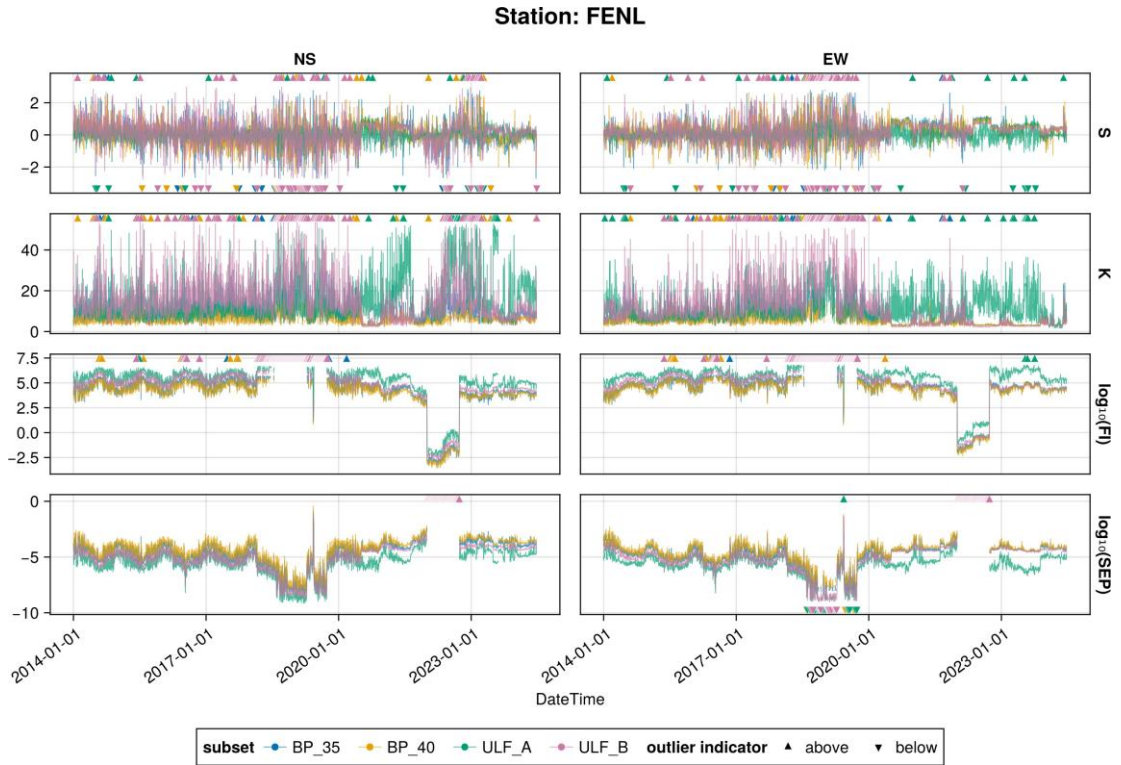 Station: FENL
NS
EW
2
0
−2
S
40
20
0
K
7.5
5.0
2.5
0.0
−2.5
log₁₀(FI)
0
−5
−10
log₁₀(SEP)
2014-01-01
2017-01-01
2020-01-01
2023-01-01
2014-01-01
2017-01-01
2020-01-01
2023-01-01
DateTime
subset BP_35 BP_40 ULF_A ULF_B outlier indicator above below